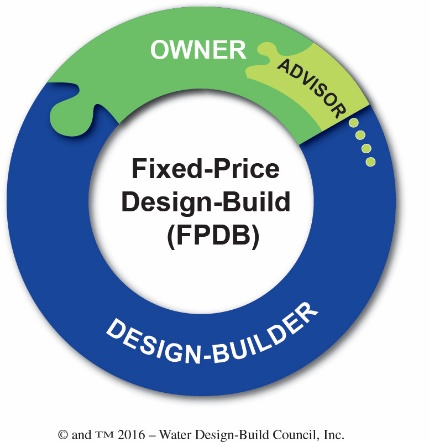 OWNER
ADVISOR
Fixed-Price
Design-Build
(FPDB)
DESIGN-BUILDER
© and ™ 2016 – Water Design-Build Council, Inc.